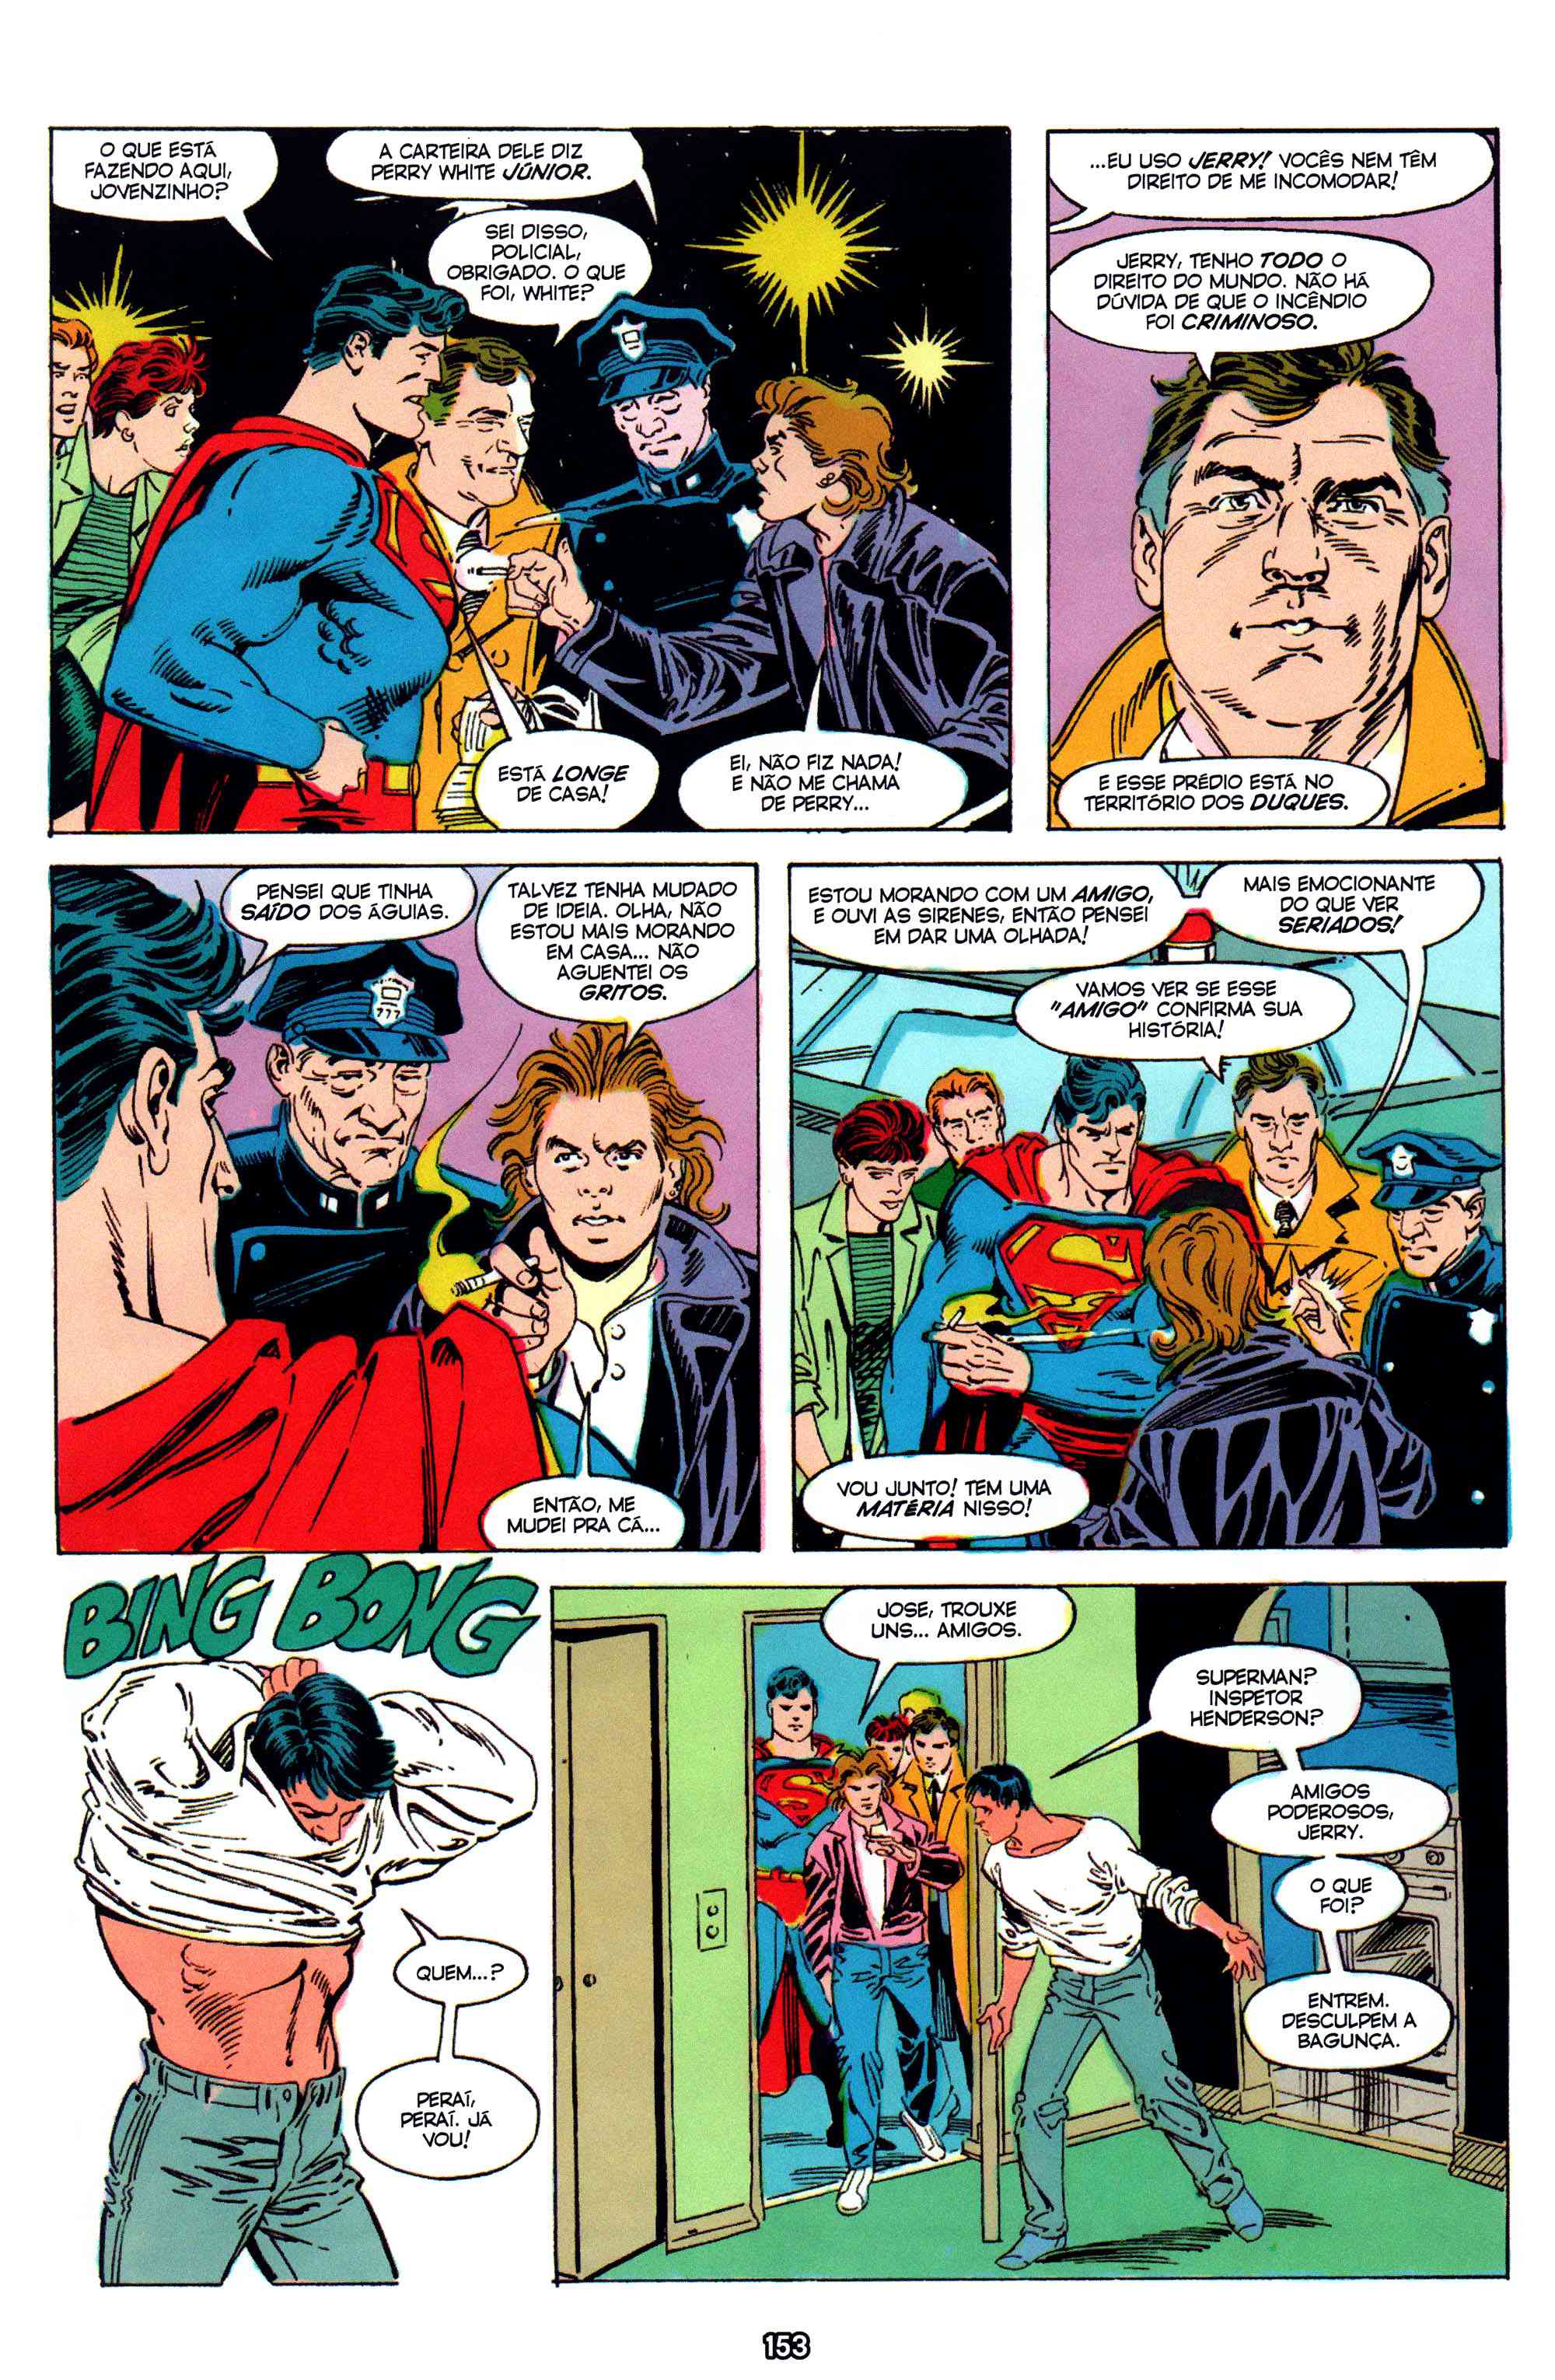 O QUE ESTÁ
FAZENDO AQUI,
JOVENZINHO?
A CARTEIRA DELE DIZ
PERRY WHITE JÚNIOR.
SEI DISSO,
POLICIAL,
OBRIGADO. O QUE
FOI, WHITE?
ESTÁ LONGE
DE CASA!
EI, NÃO FIZ NADA!
E NÃO ME CHAMA
DE PERRY...
...EU USO JERRY! VOCÊS NEM TÊM
DIREITO DE ME INCOMODAR!
JERRY, TENHO TODO O
DIREITO DO MUNDO. NÃO HÁ
DÚVIDA DE QUE O INCÊNDIO
FOI CRIMINOSO.
E ESSE PRÉDIO ESTÁ NO
TERRITÓRIO DOS DUQUES.
PENSEI QUE TINHA
SAÍDO DOS ÁGUIAS.
TALVEZ TENHA MUDADO
DE IDEIA. OLHA, NÃO
ESTOU MAIS MORANDO
EM CASA... NÃO
AGUENTEI OS
GRITOS.
777
ENTÃO, ME
MUDEI PRA CÁ...
ESTOU MORANDO COM UM AMIGO,
E OUVI AS SIRENES, ENTÃO PENSEI
EM DAR UMA OLHADA!
MAIS EMOCIONANTE
DO QUE VER
SERIADOS!
VAMOS VER SE ESSE
"AMIGO" CONFIRMA SUA
HISTÓRIA!
VOU JUNTO! TEM UMA
MATÉRIA NISSO!
BING BONG
QUEM...?
PERAÍ,
PERAÍ. JÁ
VOU!
JOSE, TROUXE
UNS... AMIGOS.
SUPERMAN?
INSPETOR
HENDERSON?
AMIGOS
PODEROSOS,
JERRY.
O QUE
FOI?
ENTREM.
DESCULPEM A
BAGUNÇA.
153